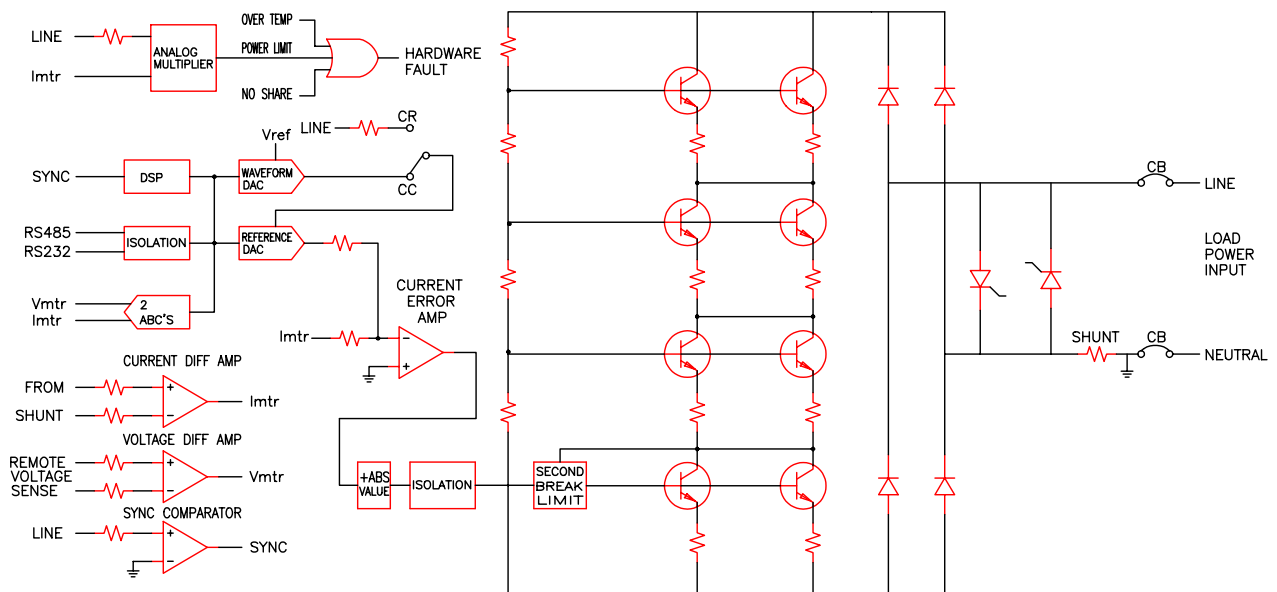 OVER TEMP
LINE
ANALOG
MULTIPLIER
POWER LIMIT
HARDWARE
FAULT
Imtr
NO SHARE
LINE
CR
Vref
SYNC
DSP
WAVEFORM
DAC
CC
RS485
RS232
ISOLATION
REFERENCE
DAC
Vmtr
Imtr
2
ABC'S
CURRENT
ERROR
AMP
Imtr
−
+
CURRENT DIFF AMP
FROM
SHUNT
+
−
Imtr
VOLTAGE DIFF AMP
REMOTE
VOLTAGE
SENSE
+
−
Vmtr
SYNC COMPARATOR
LINE
+
−
SYNC
+ABS
VALUE
ISOLATION
SECOND
BREAK
LIMIT
CB
LINE
LOAD
POWER
INPUT
SHUNT
CB
NEUTRAL